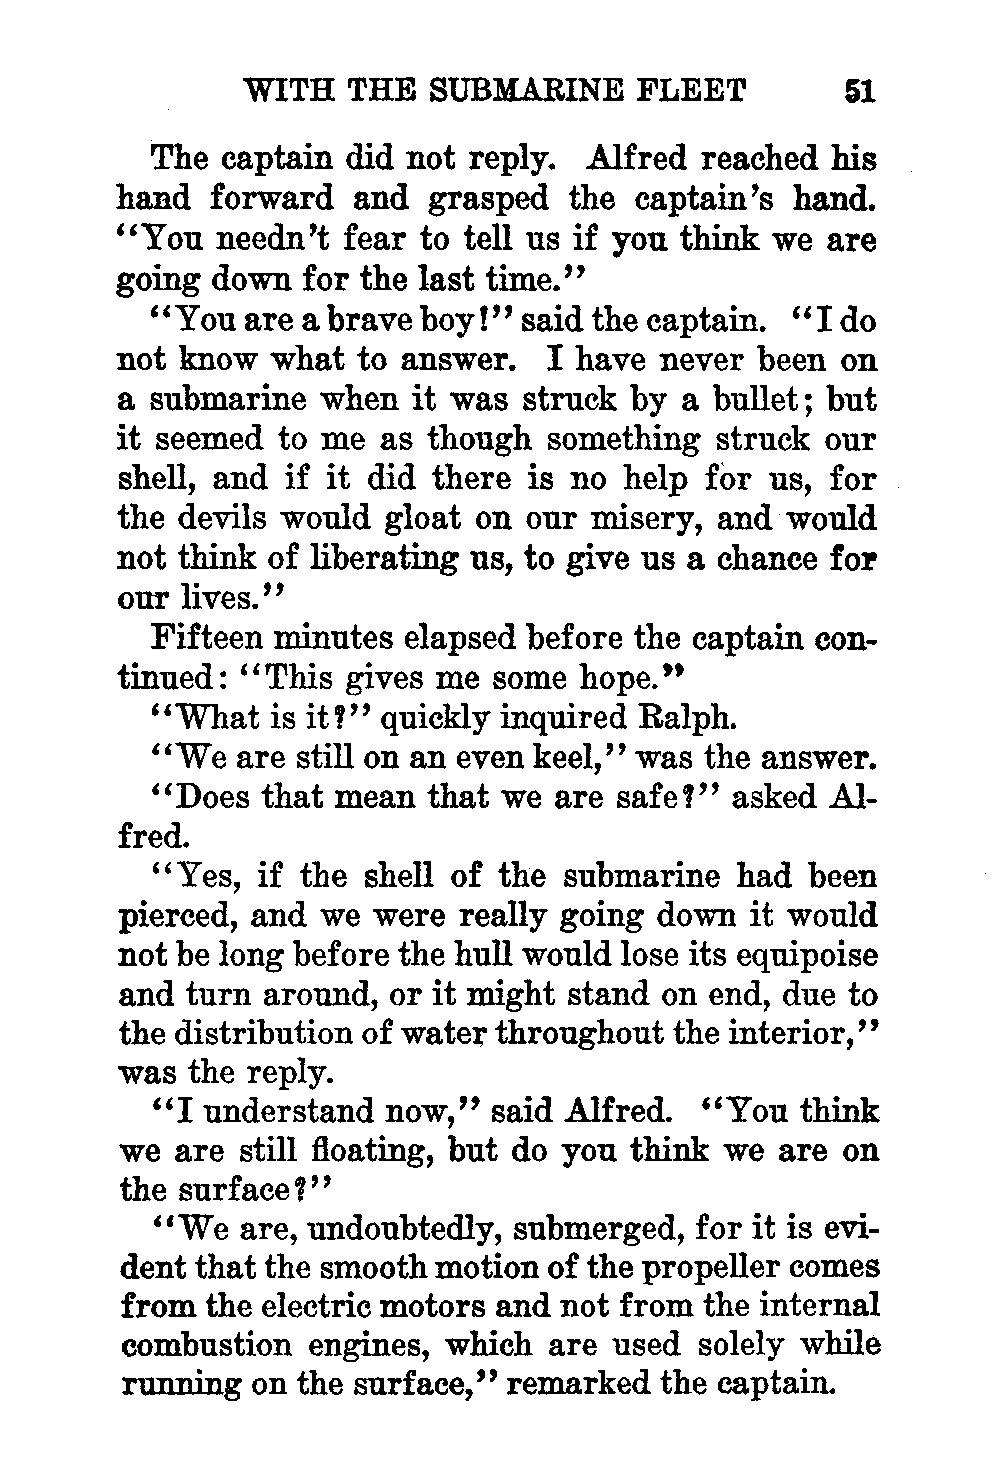 WITH THE SUBMARINE FLEET 51
The captain did not reply. Alfred reached his
hand forward and grasped the captain's hand.
"You needn't fear to tell us if you think we are
going down for the last time."
"You are a brave boy!" said the captain. "I do
not know what to answer. I have never been on
a submarine when it was struck by a bullet; but
it seemed to me as though something struck our
shell, and if it did there is no help for us, for
the devils would gloat on our misery, and would
not think of liberating us, to give us a chance for
our lives."
Fifteen minutes elapsed before the captain con-
tinued: "This gives me some hope."
"What is it?" quickly inquired Ralph.
"We are still on an even keel," was the answer.
"Does that mean that we are safe?" asked Al-
fred.
"Yes, if the shell of the submarine had been
pierced, and we were really going down it would
not be long before the hull would lose its equipoise
and turn around, or it might stand on end, due to
the distribution of water throughout the interior,"
was the reply.
"I understand now," said Alfred. "You think
we are still floating, but do you think we are on
the surface?"
"We are, undoubtedly, submerged, for it is evi-
dent that the smooth motion of the propeller comes
from the electric motors and not from the internal
combustion engines, which are used solely while
running on the surface," remarked the captain.